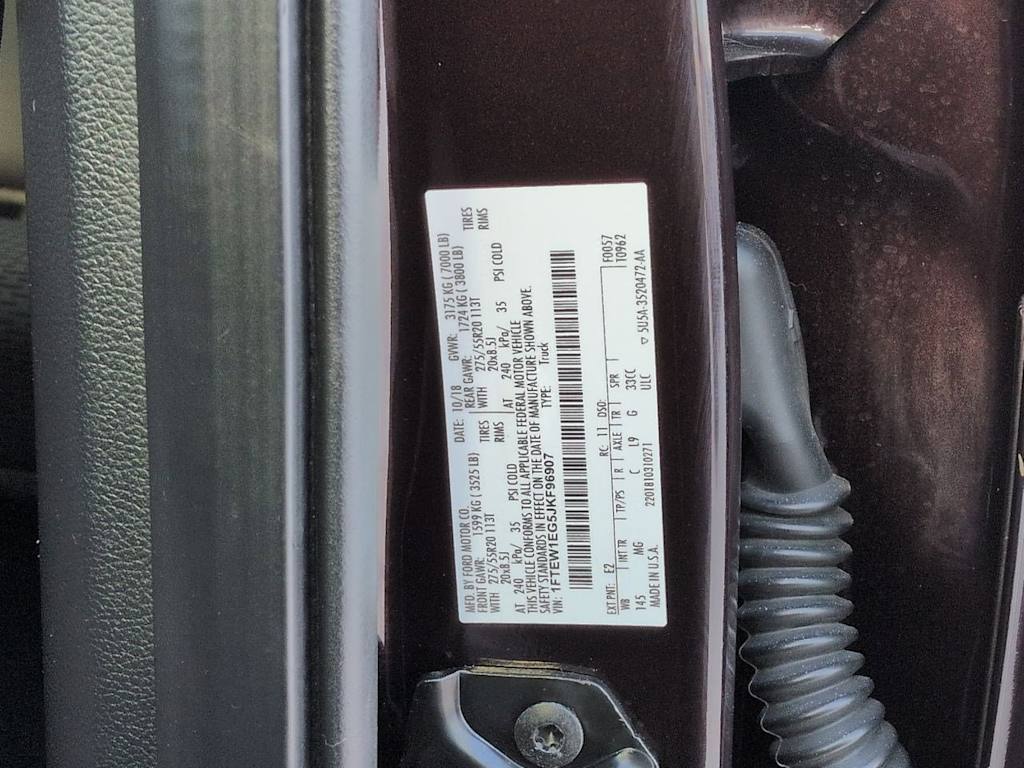 MFD. BY FORD MOTOR CO. DATE: 10/18 GVWR: 3175 KG ( 7000 LB)
FRONT GAWR: 1599 KG ( 3525 LB) REAR GAWR: 1724 KG ( 3800 LB)
WITH 275/55R20 113T TIRES WITH 275/55R20 113T TIRES
20x8.5J RIMS 20x8.5J RIMS
AT 240 kPa/ 35 PSI COLD AT 240 kPa/ 35 PSI COLD
THIS VEHICLE CONFORMS TO ALL APPLICABLE FEDERAL MOTOR VEHICLE
SAFETY STANDARDS IN EFFECT ON THE DATE OF MANUFACTURE SHOWN ABOVE.
VIN: 1FTEW1EG5JKF96907 TYPE: Truck
EXT PNT: E2 RC: 11 DSO: F0057
WB INT TR TP/PS R AXLE TR SPR T0962
145 MG C L9 G 33CC
MADE IN U.S.A. 2201810310271 ULC ▽ 5U5A-3520472-AA